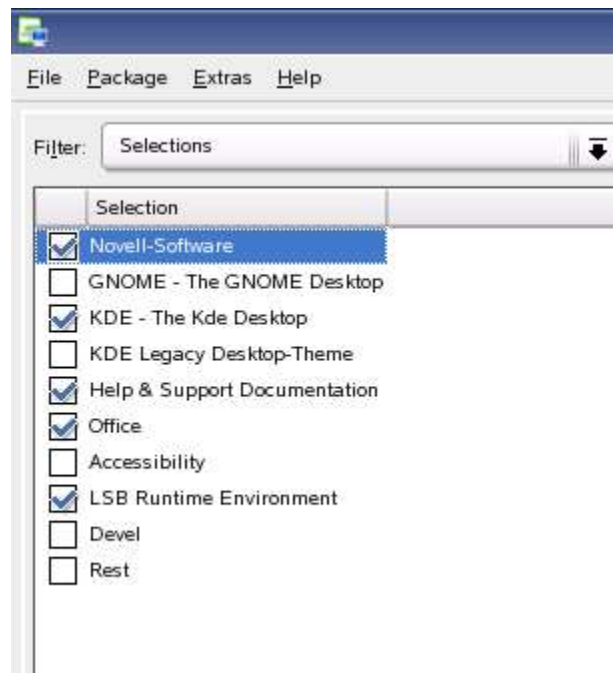 File Package Extras Help
Filter: Selections
Selection
Novell-Software
GNOME - The GNOME Desktop
KDE - The Kde Desktop
KDE Legacy Desktop-Theme
Help & Support Documentation
Office
Accessibility
LSB Runtime Environment
Devel
Rest